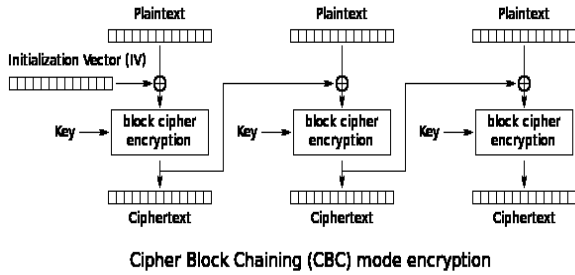 Plaintext
Plaintext
Plaintext
Initialization Vector (IV)
Key
block cipher
encryption
Key
block cipher
encryption
Key
block cipher
encryption
Ciphertext
Ciphertext
Ciphertext
Cipher Block Chaining (CBC) mode encryption